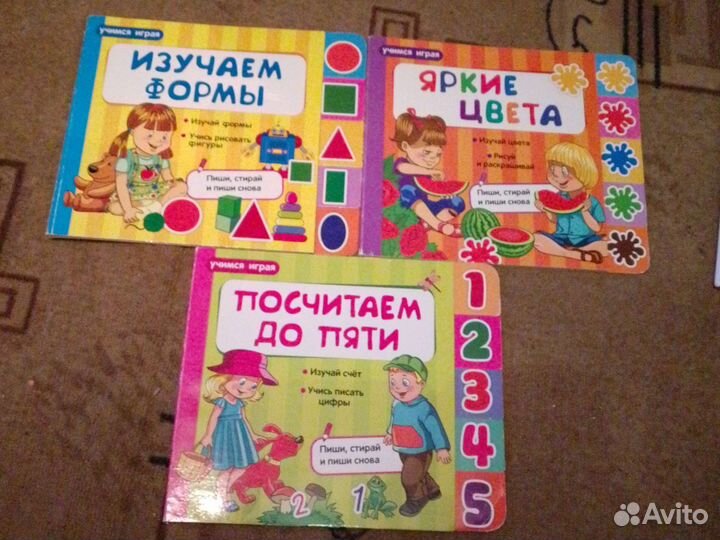 учимся играя
ИЗУЧАЕМ
ФОРМЫ
Изучай формы
Учись рисовать
фигуры
Пиши, стирай
и пиши снова
учимся играя
ЯРКИЕ
ЦВЕТА
Изучай цвета
Рисуй
и раскрашивай
Пиши, стирай
и пиши снова
учимся играя
ПОСЧИТАЕМ
ДО ПЯТИ
Изучай счёт
Учись писать
цифры
Пиши, стирай
и пиши снова
2 1
1
2
3
4
5
Avito